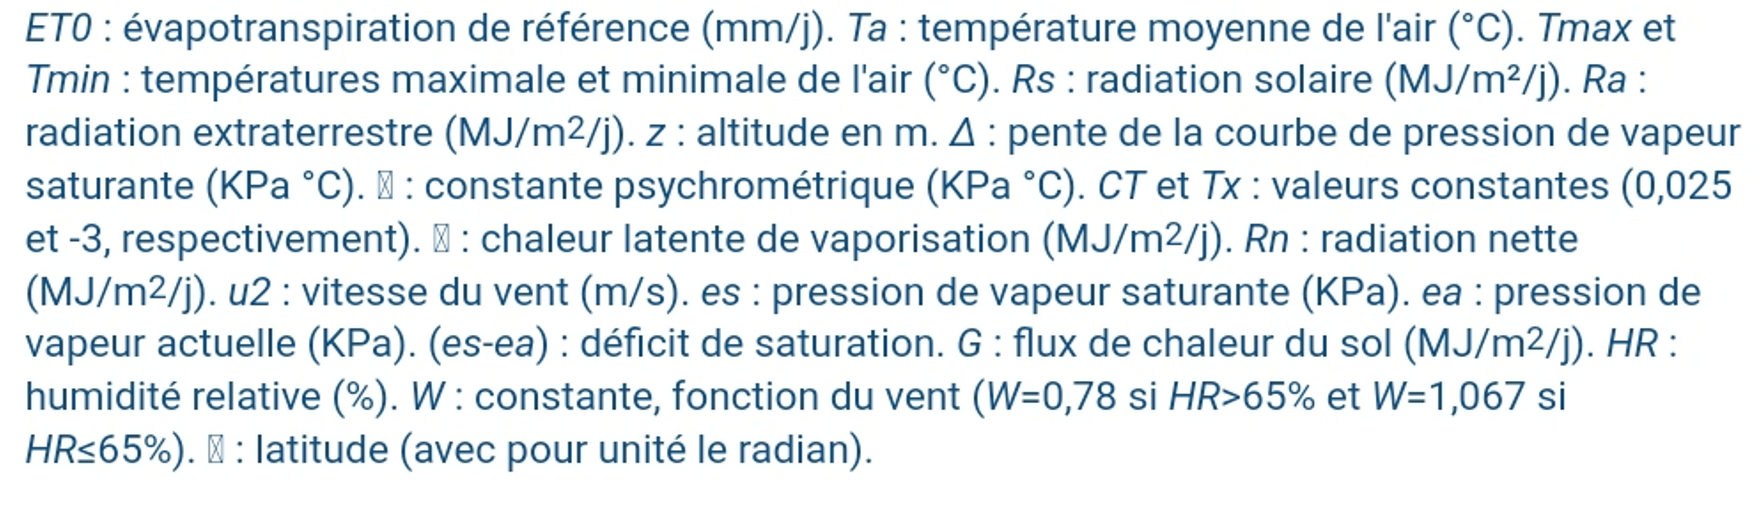 ET0 : évapotranspiration de référence (mm/j). Ta : température moyenne de l'air (°C). Tmax et
Tmin : températures maximale et minimale de l'air (°C). Rs : radiation solaire (MJ/m²/j). Ra :
radiation extraterrestre (MJ/m2/j). z : altitude en m. Δ : pente de la courbe de pression de vapeur
saturante (KPa °C). : constante psychrométrique (KPa °C). CT et Tx : valeurs constantes (0,025
et -3, respectivement). : chaleur latente de vaporisation (MJ/m2/j). Rn : radiation nette
(MJ/m2/j). u2 : vitesse du vent (m/s). es : pression de vapeur saturante (KPa). ea : pression de
vapeur actuelle (KPa). (es-ea) : déficit de saturation. G : flux de chaleur du sol (MJ/m2/j). HR :
humidité relative (%). W : constante, fonction du vent (W=0,78 si HR>65% et W=1,067 si
HR≤65%). : latitude (avec pour unité le radian).